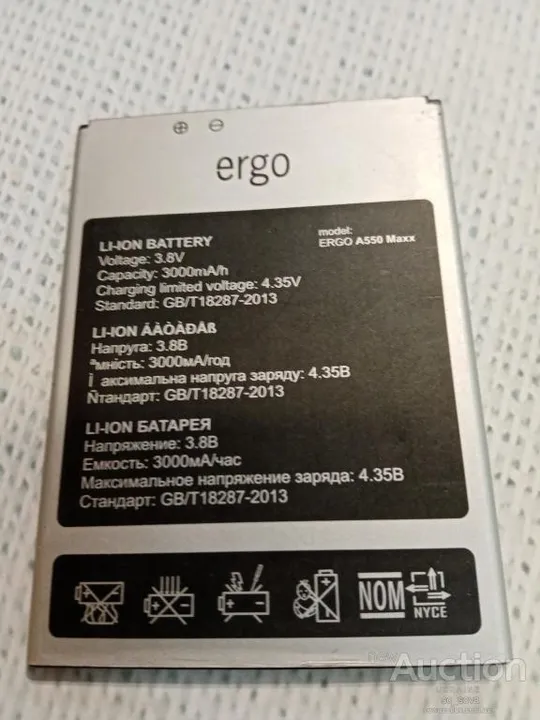 ergo
model:
ERGO A550 Maxx
LI-ION BATTERY
Voltage: 3.8V
Capacity: 3000mA/h
Charging limited voltage: 4.35V
Standard: GB/T18287-2013
LI-ION ÁÀÒÀÐÅß
Напруга: 3.8В
ªмність: 3000мА/год
Ì аксимальна напруга заряду: 4.35В
Ñтандарт: GB/T18287-2013
LI-ION БАТАРЕЯ
Напряжение: 3.8В
Емкость: 3000мА/час
Максимальное напряжение заряда: 4.35В
Стандарт: GB/T18287-2013
NOM
NYCE
new
Auction
UKRAINE